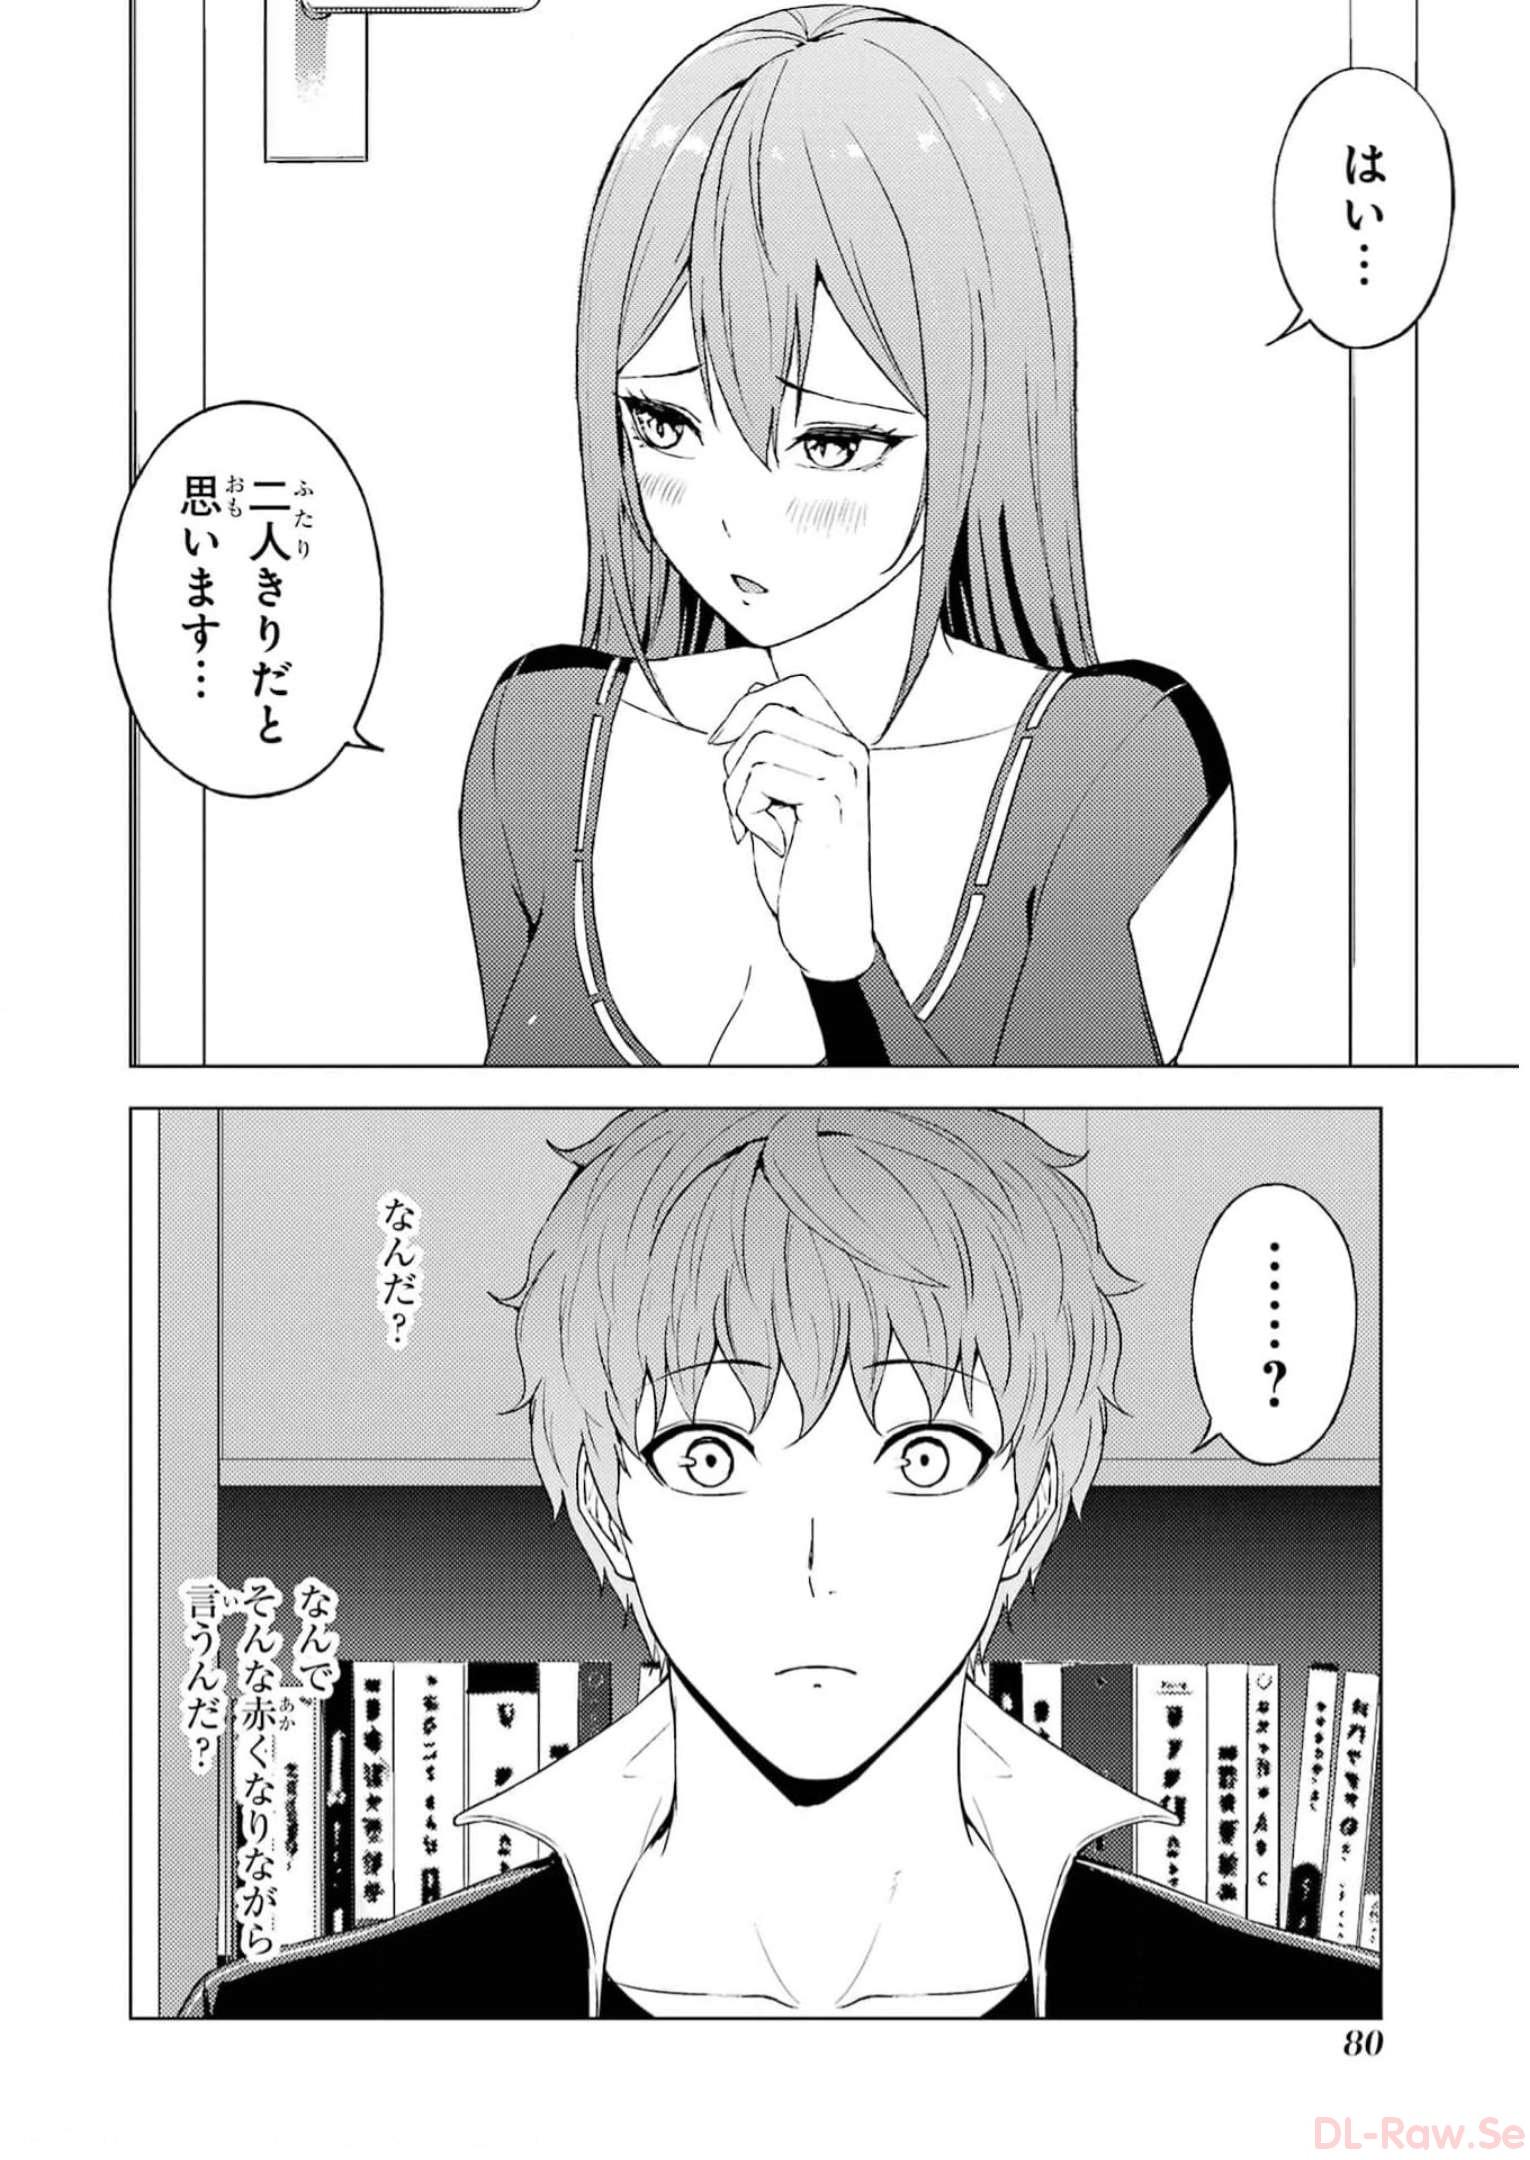 はい…
二人きりだと
思います…
………?
なんだ?
なんで
そんな赤くなりながら
言うんだ?
80
DL-Raw.Se